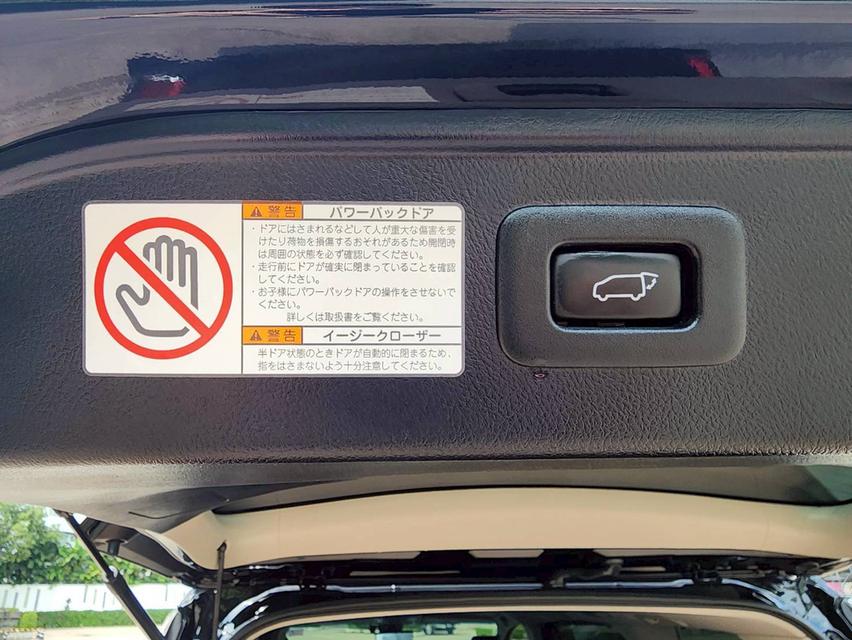 警告 パワーバックドア
・ドアにはさまれるなどして人が重大な傷害を受
けたり荷物を損傷するおそれがあるため開閉時
は周囲の状態を必ず確認してください。
・走行前にドアが確実に閉まっていることを確認
してください。
・お子様にパワーバックドアの操作をさせないで
ください。
詳しくは取扱書をご覧ください。
警告 イージークローザー
半ドア状態のときドアが自動的に閉まるため、
指をはさまないよう十分注意してください。